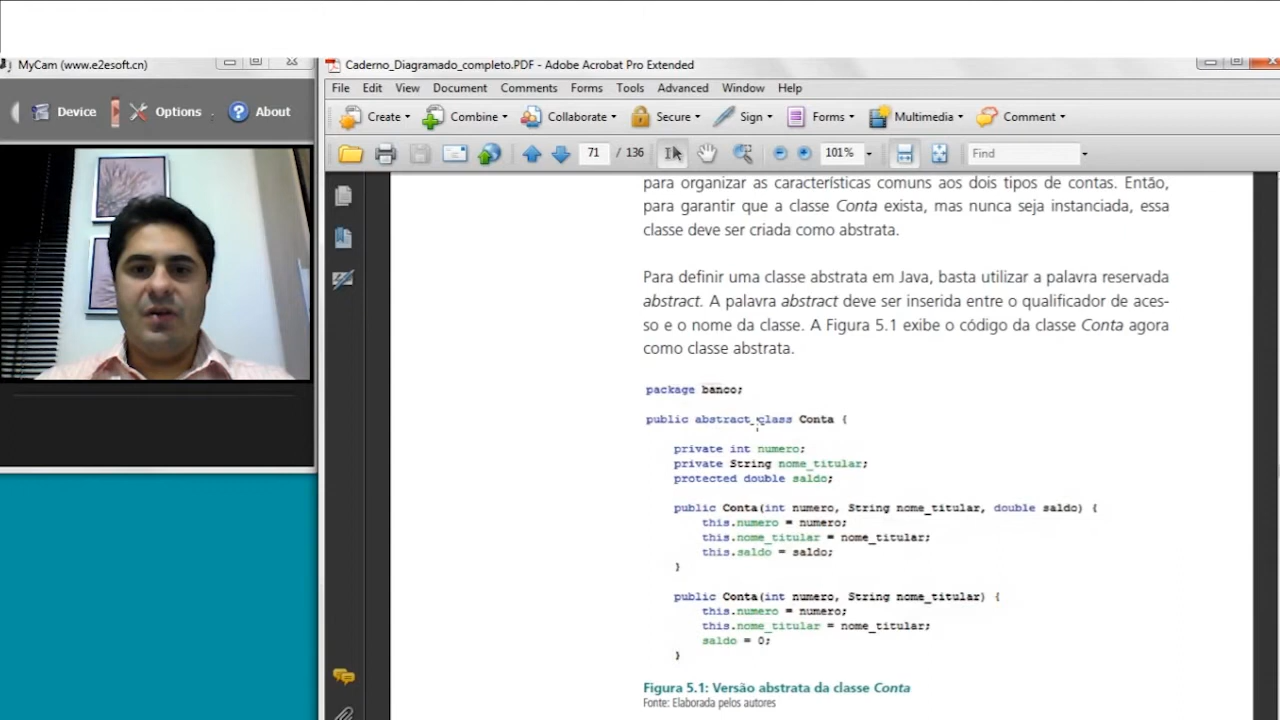 MyCam (www.e2esoft.cn)
Device
Options
About
Caderno_Diagramado_completo.PDF - Adobe Acrobat Pro Extended
File Edit View Document Comments Forms Tools Advanced Window Help
Create Combine Collaborate Secure Sign Forms Multimedia Comment
71 / 136 101% Find
para organizar as características comuns aos dois tipos de contas. Então,
para garantir que a classe Conta exista, mas nunca seja instanciada, essa
classe deve ser criada como abstrata.
Para definir uma classe abstrata em Java, basta utilizar a palavra reservada
abstract. A palavra abstract deve ser inserida entre o qualificador de aces-
so e o nome da classe. A Figura 5.1 exibe o código da classe Conta agora
como classe abstrata.
package banco;
public abstract class Conta {
private int numero;
private String nome_titular;
protected double saldo;
public Conta(int numero, String nome_titular, double saldo) {
this.numero = numero;
this.nome_titular = nome_titular;
this.saldo = saldo;
}
public Conta(int numero, String nome_titular) {
this.numero = numero;
this.nome_titular = nome_titular;
saldo = 0;
}
Figura 5.1: Versão abstrata da classe Conta
Fonte: Elaborada pelos autores